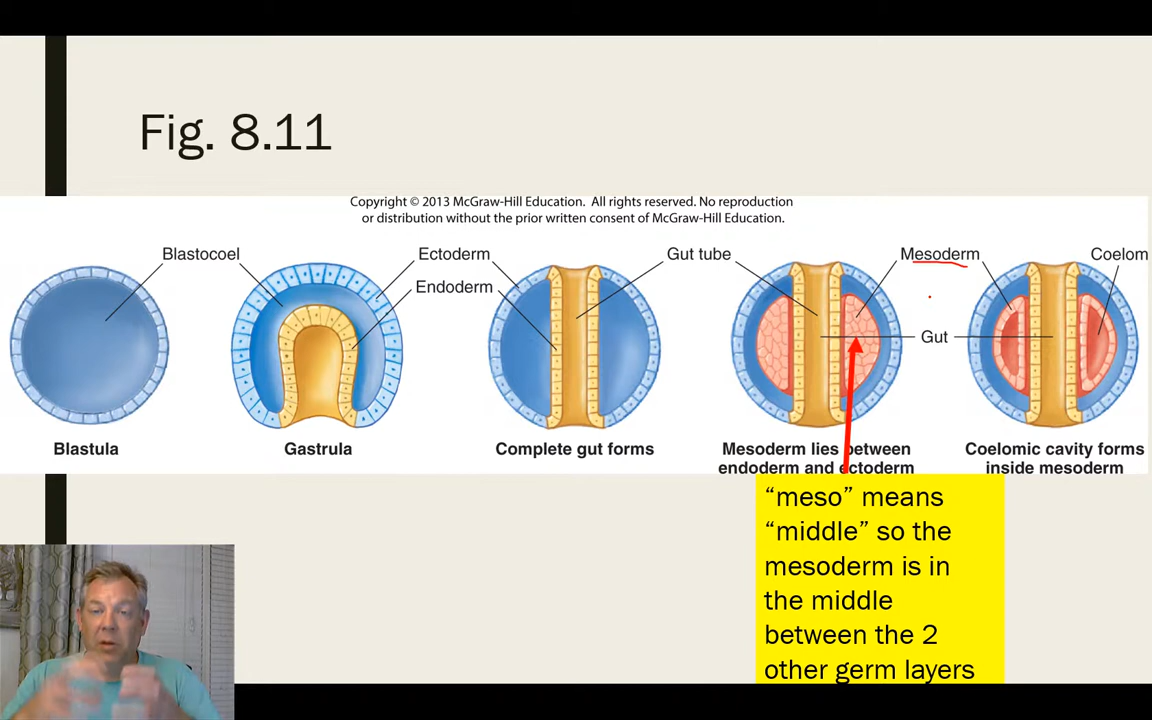 Fig. 8.11
Copyright © 2013 McGraw-Hill Education. All rights reserved. No reproduction
or distribution without the prior written consent of McGraw-Hill Education.
Blastocoel
Ectoderm
Endoderm
Gut tube
Mesoderm
Coelom
Gut
Blastula
Gastrula
Complete gut forms
Mesoderm lies between
endoderm and ectoderm
Coelomic cavity forms
inside mesoderm
“meso” means
“middle” so the
mesoderm is in
the middle
between the 2
other germ layers